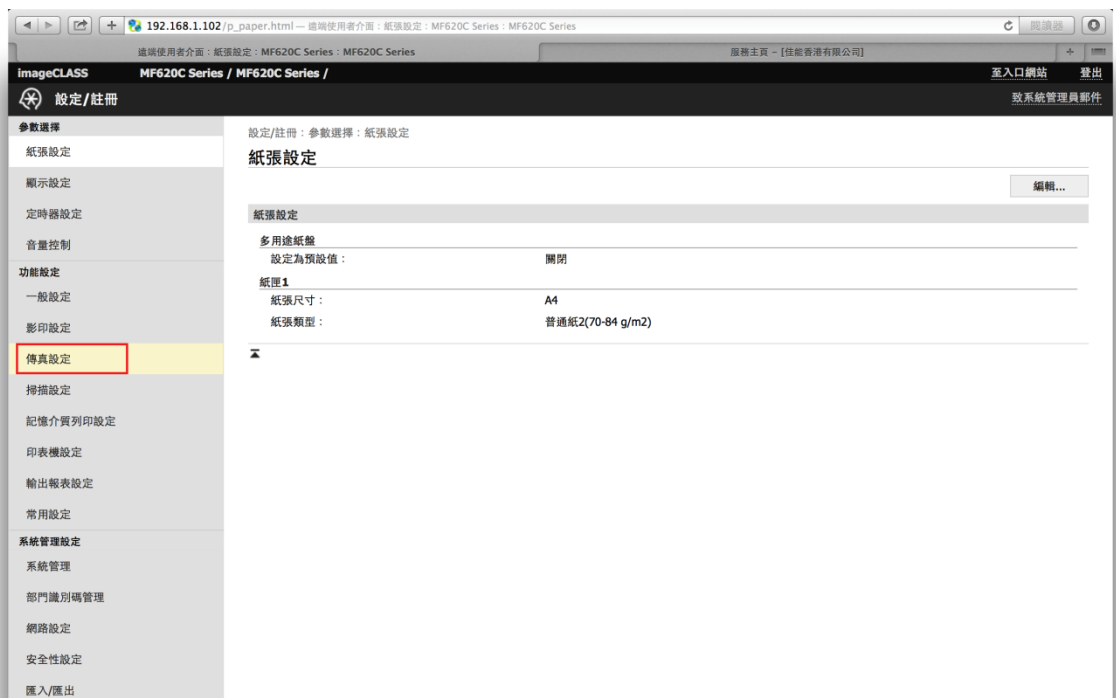 192.168.1.102/p_paper.html — 遠端使用者介面：紙張設定：MF620C Series：MF620C Series
閱讀器
遠端使用者介面：紙張設定：MF620C Series：MF620C Series
服務主頁 – [佳能香港有限公司]
imageCLASS MF620C Series / MF620C Series /
至入口網站 登出
設定/註冊
致系統管理員郵件
參數選擇
紙張設定
顯示設定
定時器設定
音量控制
功能設定
一般設定
影印設定
傳真設定
掃描設定
記憶介質列印設定
印表機設定
輸出報表設定
常用設定
系統管理設定
系統管理
部門識別碼管理
網路設定
安全性設定
匯入/匯出
設定/註冊：參數選擇：紙張設定
紙張設定
編輯...
紙張設定
多用途紙盤
設定為預設值： 關閉
紙匣1
紙張尺寸： A4
紙張類型： 普通紙2(70-84 g/m2)